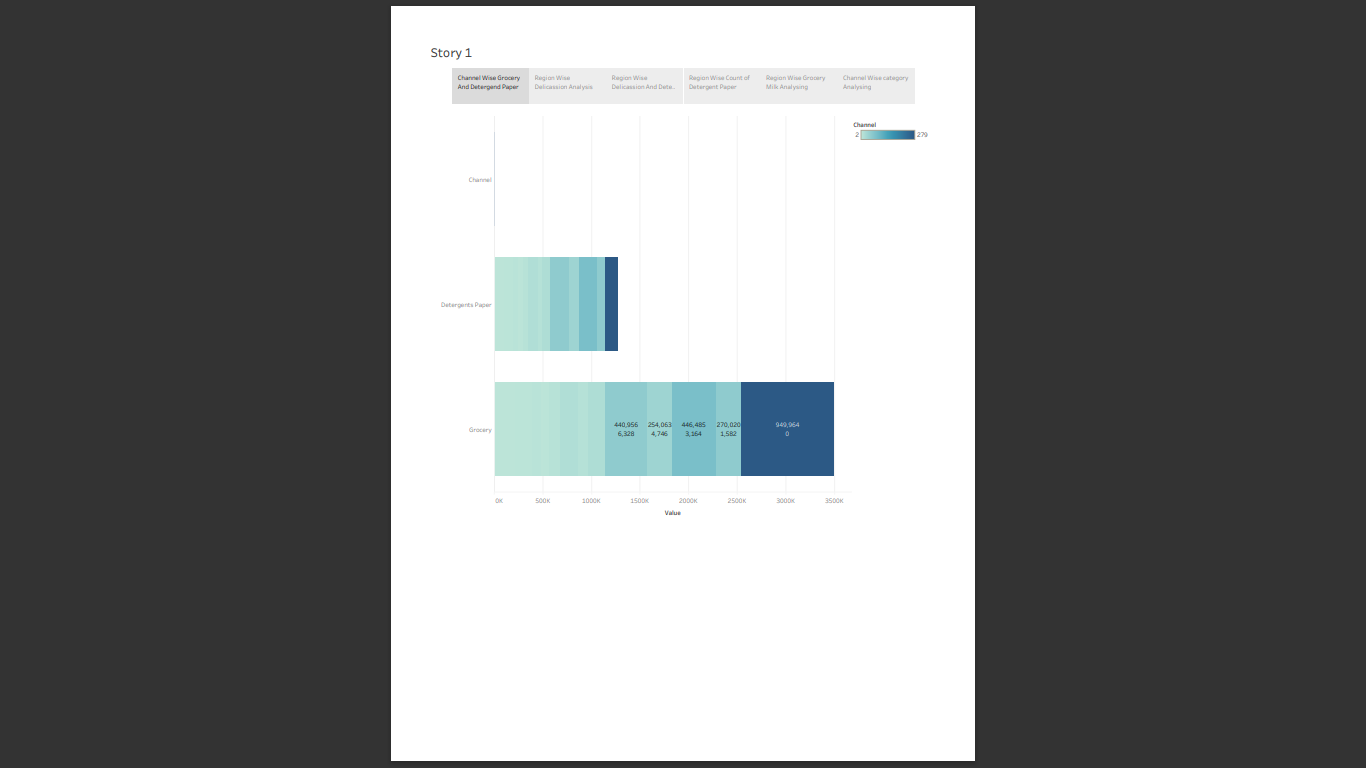 Story 1
Channel Wise Grocery
And Detergend Paper
Region Wise
Delicassion Analysis
Region Wise
Delicassion And Dete..
Region Wise Count of
Detergent Paper
Region Wise Grocery
Milk Analysing
Channel Wise category
Analysing
Channel
2 279
Channel
Detergents Paper
Grocery
440,956 254,063 446,485 270,020 949,964
6,328 4,746 3,164 1,582 0
0K 500K 1000K 1500K 2000K 2500K 3000K 3500K
Value